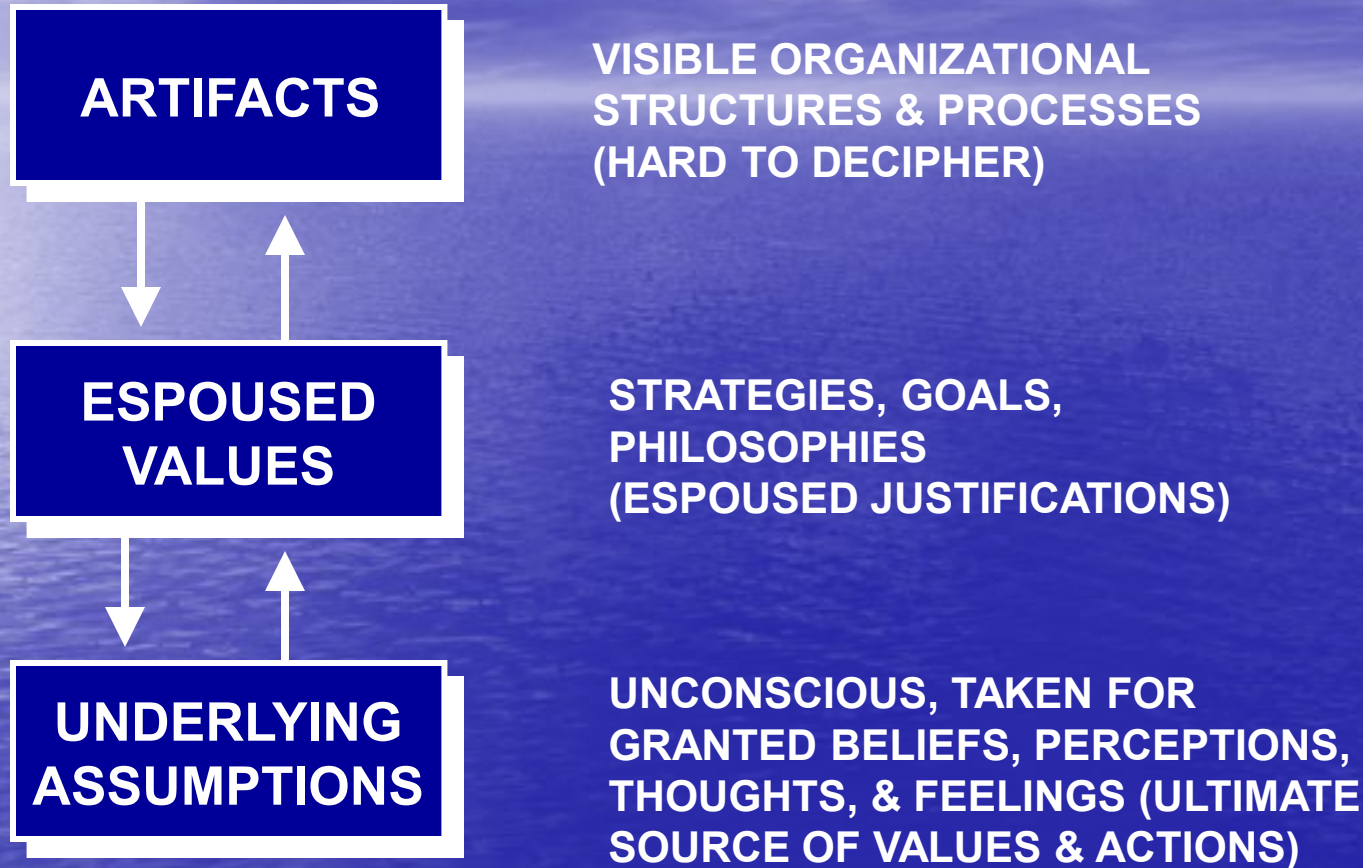 ARTIFACTS
VISIBLE ORGANIZATIONAL
STRUCTURES & PROCESSES
(HARD TO DECIPHER)
ESPOUSED
VALUES
STRATEGIES, GOALS,
PHILOSOPHIES
(ESPOUSED JUSTIFICATIONS)
UNDERLYING
ASSUMPTIONS
UNCONSCIOUS, TAKEN FOR
GRANTED BELIEFS, PERCEPTIONS,
THOUGHTS, & FEELINGS (ULTIMATE
SOURCE OF VALUES & ACTIONS)